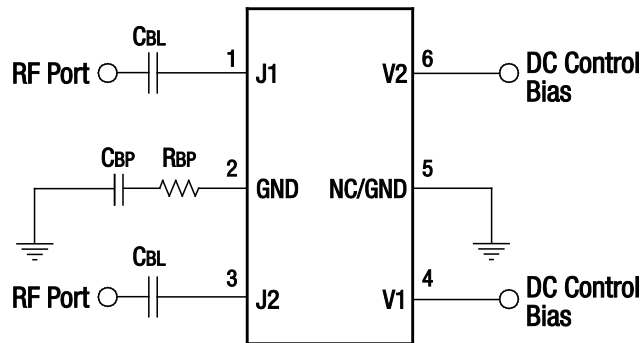 CBL
RF Port
1
J1
V2
6
DC Control
Bias
CBP
RBP
2
GND
NC/GND
5
CBL
RF Port
3
J2
V1
4
DC Control
Bias